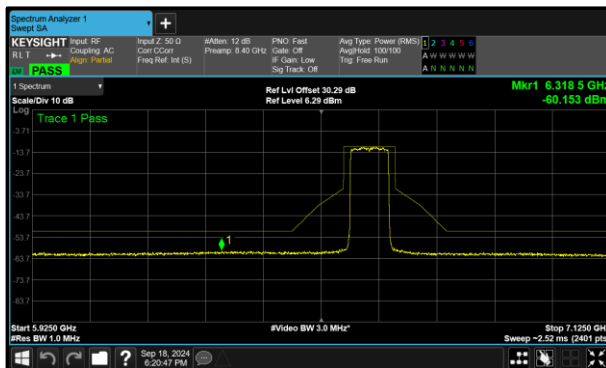 Spectrum Analyzer 1
Swept SA
+
KEYSIGHT
RLT
LV PASS
Input: RF
Coupling: AC
Align: Partial
Input Z: 50 Ω
Corr CCorr
Freq Ref: Int (S)
#Atten: 12 dB
Preamp: 8.40 GHz
PNO: Fast
Gate: Off
IF Gain: Low
Sig Track: Off
Avg Type: Power (RMS)
Avg|Hold: 100/100
Trig: Free Run
1 2 3 4 5 6
A W W W W W
A N N N N N
1 Spectrum
Scale/Div 10 dB
Ref Lvl Offset 30.29 dB
Ref Level 6.29 dBm
Mkr1 6.318 5 GHz
-60.153 dBm
Log
Trace 1 Pass
-3.71
-13.7
-23.7
-33.7
-43.7
-53.7
-63.7
-73.7
-83.7
1
Start 5.9250 GHz
#Res BW 1.0 MHz
#Video BW 3.0 MHz*
Stop 7.1250 GHz
Sweep ~2.52 ms (2401 pts)
?
Sep 18, 2024
6:20:47 PM